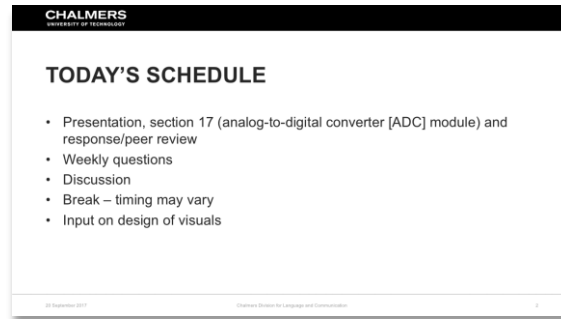 CHALMERS
UNIVERSITY OF TECHNOLOGY
TODAY'S SCHEDULE
• Presentation, section 17 (analog-to-digital converter [ADC] module) and
response/peer review
• Weekly questions
• Discussion
• Break – timing may vary
• Input on design of visuals
Chalmers Division for Language and Communication
2